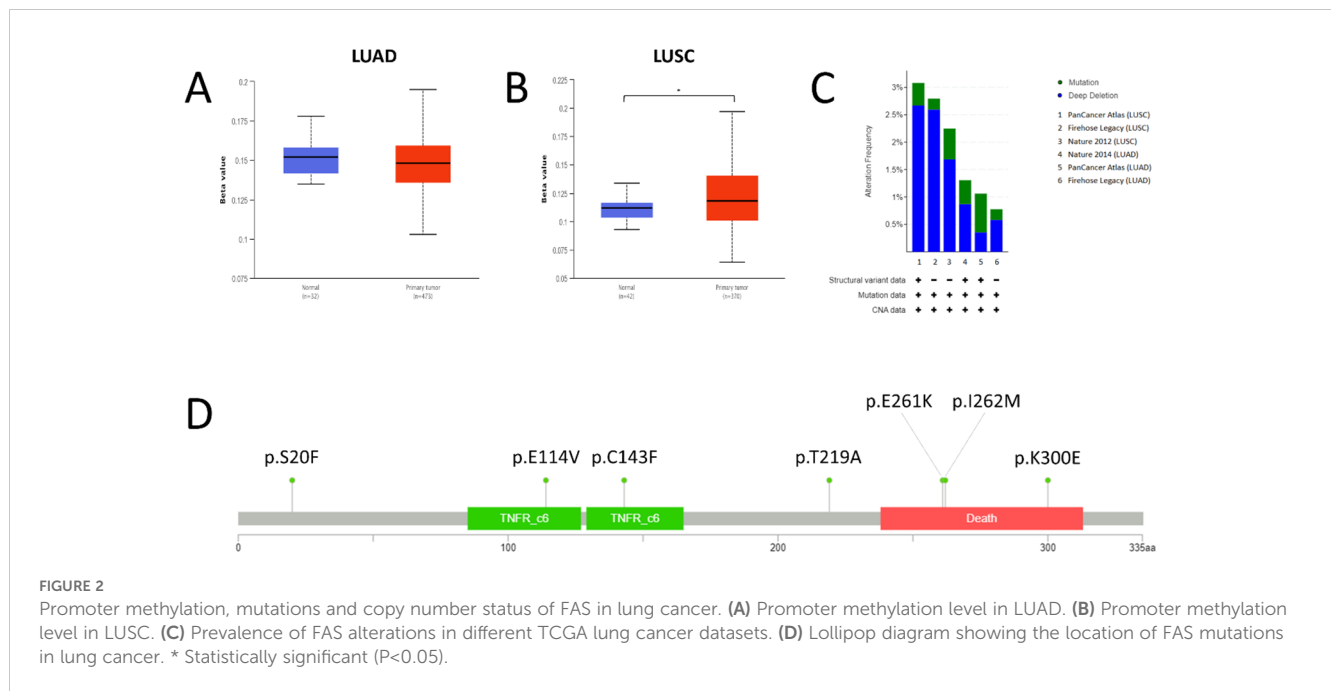 LUAD
A
0.2
0.175
0.15
0.125
0.1
0.075
Beta value
Normal
(n=32)
Primary tumor
(n=473)
LUSC
B
0.225
0.2
0.175
0.15
0.125
0.1
0.075
0.05
Beta value
*
Normal
(n=42)
Primary tumor
(n=370)
C
3%
2.5%
2%
1.5%
1%
0.5%
Alteration Frequency
1 2 3 4 5 6
Structural variant data + – – + + –
Mutation data + + + + + +
CNA data + + + + + +
Mutation
Deep Deletion
1 PanCancer Atlas (LUSC)
2 Firehose Legacy (LUSC)
3 Nature 2012 (LUSC)
4 Nature 2014 (LUAD)
5 PanCancer Atlas (LUAD)
6 Firehose Legacy (LUAD)
D
p.E261K p.I262M
p.S20F p.E114V p.C143F p.T219A p.K300E
TNFR_c6 TNFR_c6 Death
0 100 200 300 335aa
FIGURE 2
Promoter methylation, mutations and copy number status of FAS in lung cancer. (A) Promoter methylation level in LUAD. (B) Promoter methylation
level in LUSC. (C) Prevalence of FAS alterations in different TCGA lung cancer datasets. (D) Lollipop diagram showing the location of FAS mutations
in lung cancer. * Statistically significant (P<0.05).